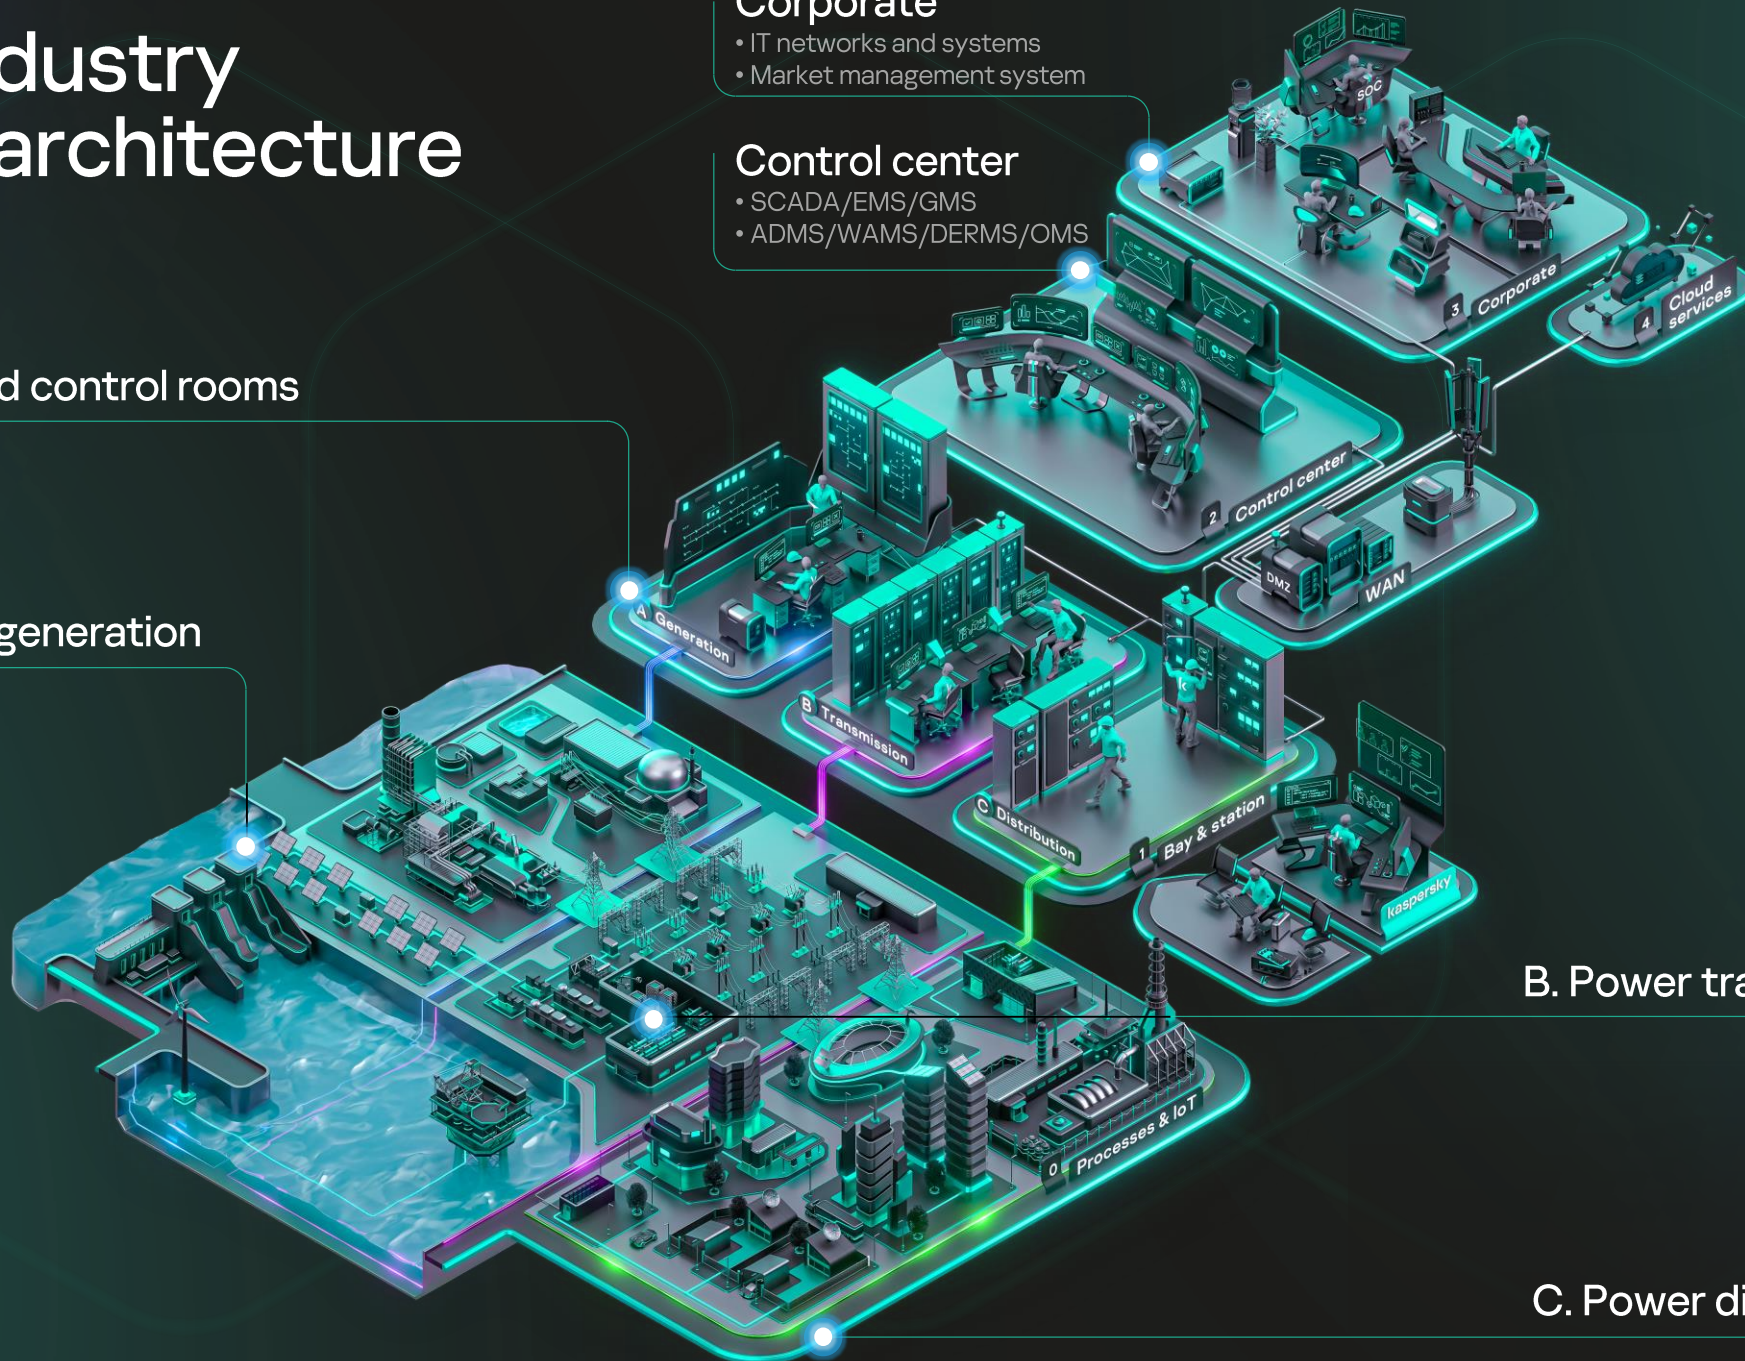 dustry
architecture
Corporate
• IT networks and systems
• Market management system
Control center
• SCADA/EMS/GMS
• ADMS/WAMS/DERMS/OMS
d control rooms
generation
SOC
3 Corporate
4 Cloud
services
2 Control center
DMZ
WAN
A Generation
B Transmission
C Distribution
1 Bay & station
kaspersky
0 Processes & IoT
B. Power tra
C. Power di